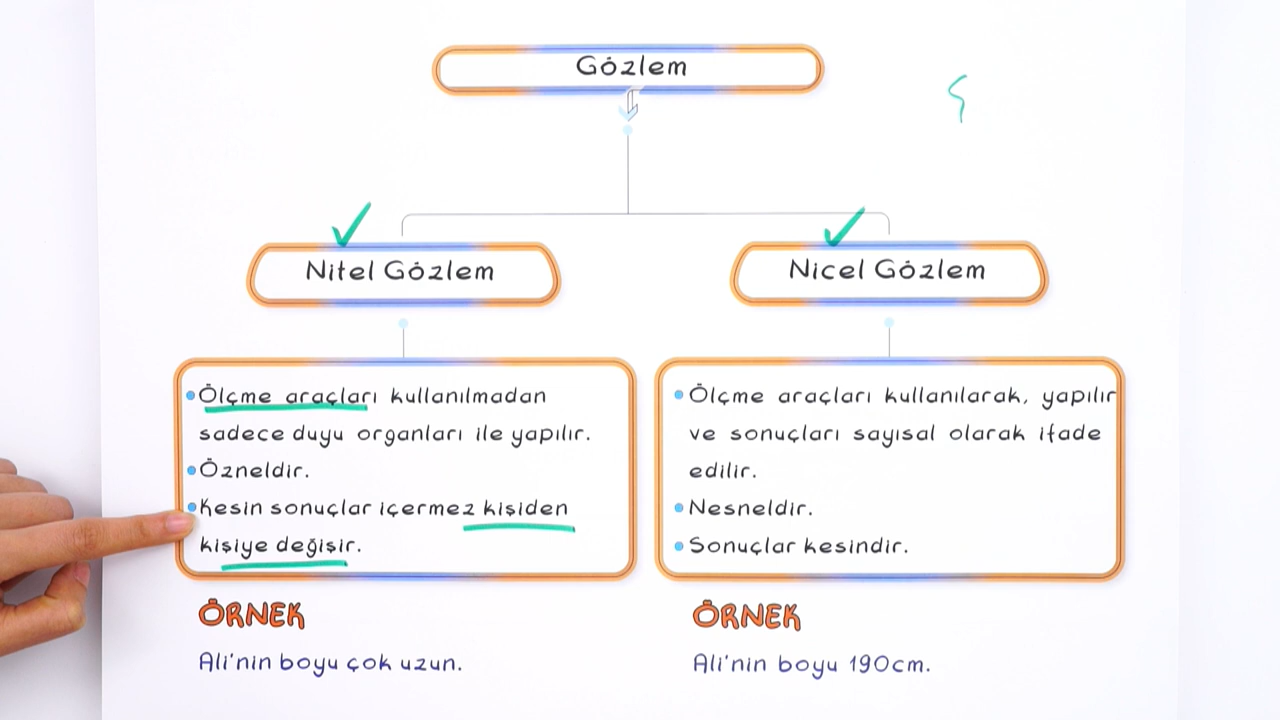 Gözlem
Nitel Gözlem
Nicel Gözlem
Ölçme araçları kullanılmadan
sadece duyu organları ile yapılır.
Özneldir.
Kesin sonuçlar içermez kişiden
kişiye değişir.
Ölçme araçları kullanılarak, yapılır
ve sonuçları sayısal olarak ifade
edilir.
Nesneldir.
Sonuçlar kesindir.
ÖRNEK
Ali'nin boyu çok uzun.
ÖRNEK
Ali'nin boyu 190cm.